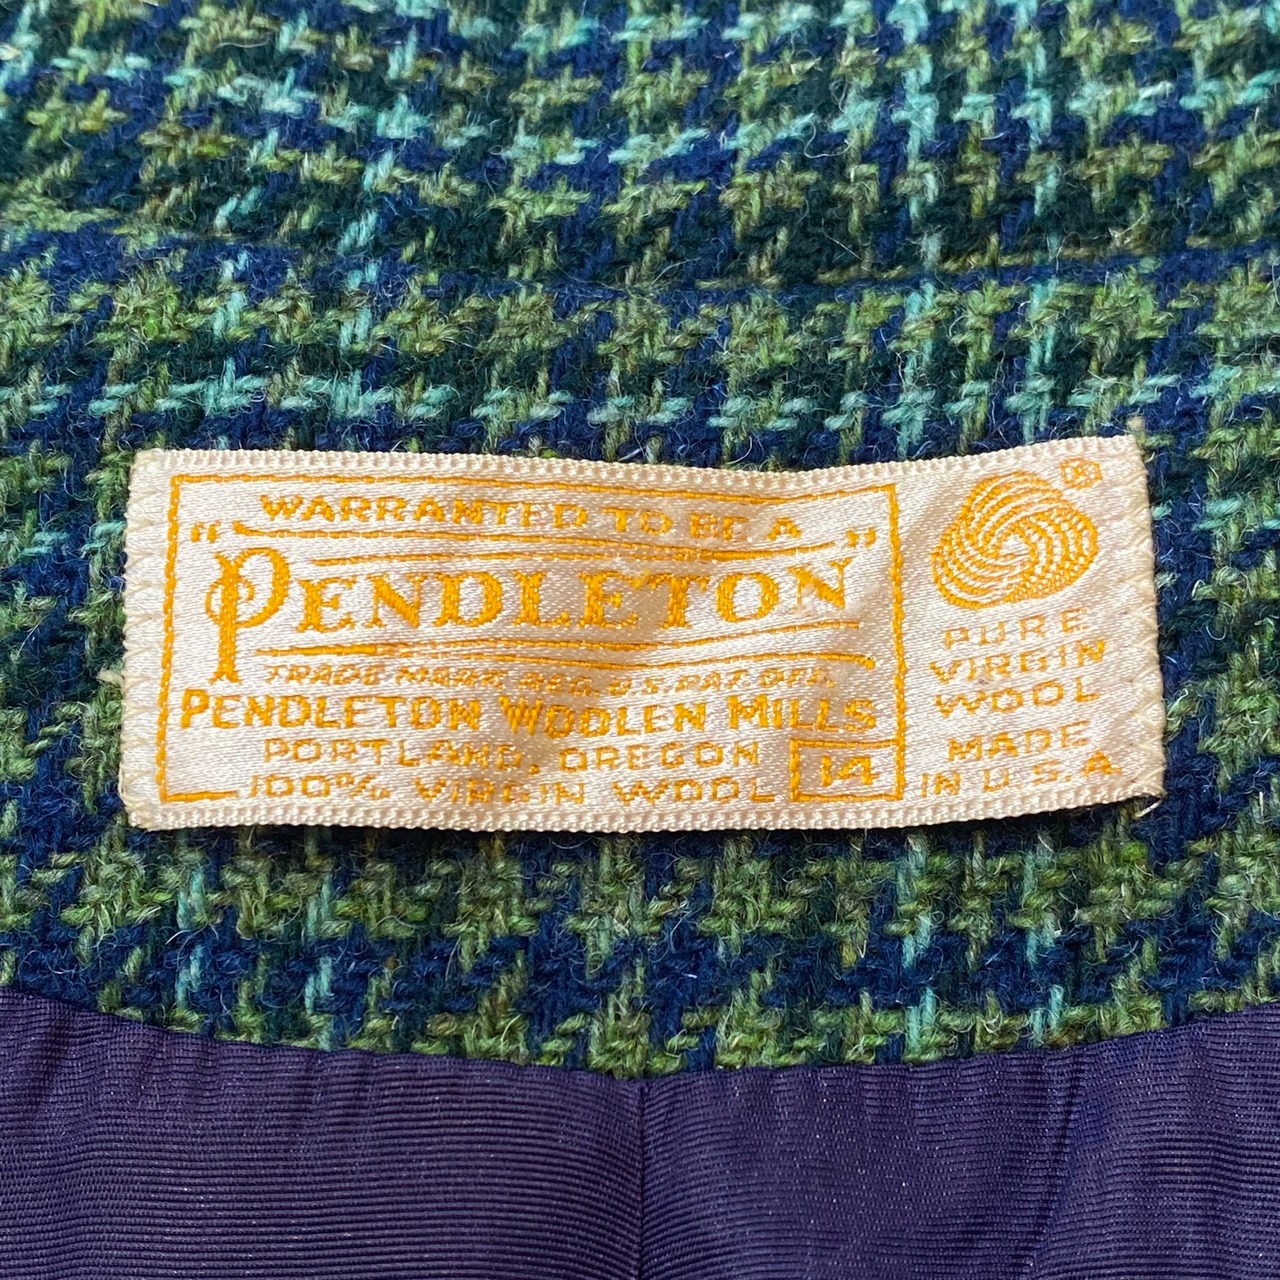 WARRANTED TO BE A
"PENDLETON"
TRADE MARK REG. U.S. PAT. OFF.
PENDLETON WOOLEN MILLS
PORTLAND, OREGON
100% VIRGIN WOOL
14
R
PURE
VIRGIN
WOOL
MADE
IN U.S.A.